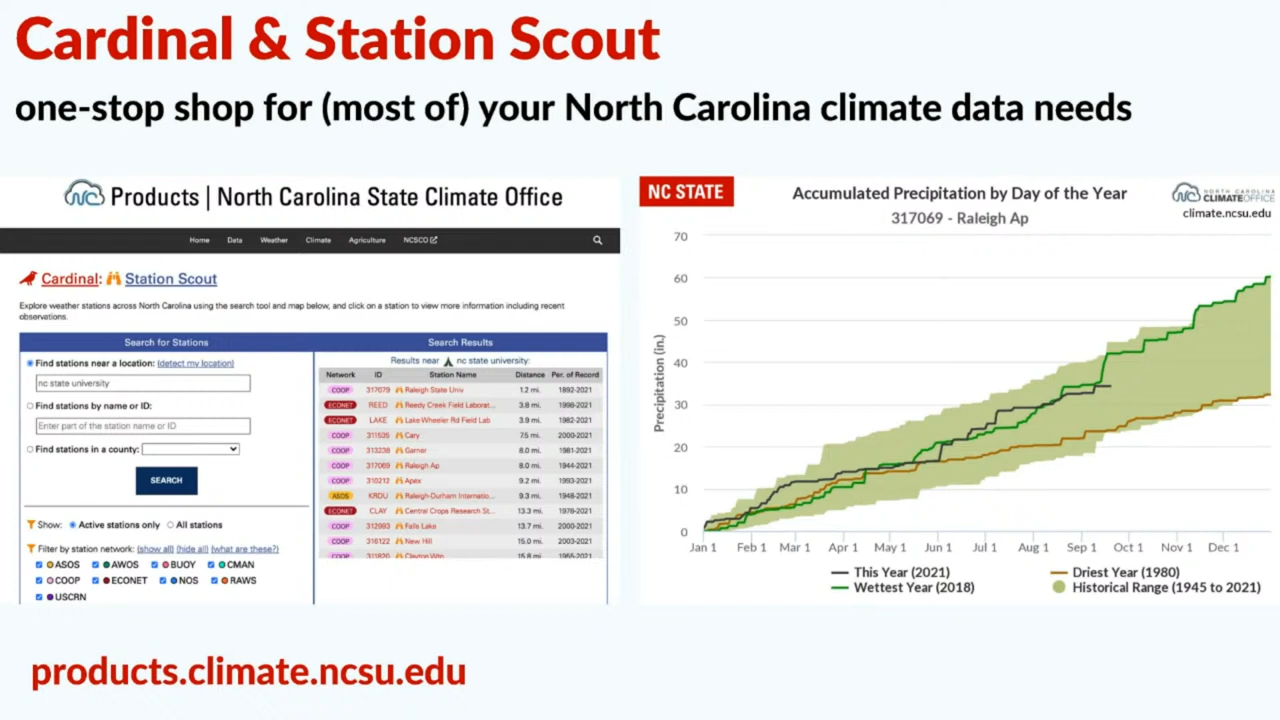 Cardinal & Station Scout
one-stop shop for (most of) your North Carolina climate data needs
NC Products | North Carolina State Climate Office
Home Data Weather Climate Agriculture NCSCO
Cardinal: Station Scout
Explore weather stations across North Carolina using the search tool and map below, and click on a station to view more information including recent
observations.
Search for Stations
Find stations near a location: (detect my location)
nc state university
Find stations by name or ID:
Enter part of the station name or ID
Find stations in a county:
SEARCH
Show: Active stations only All stations
Filter by station network: (show all) (hide all) (what are these?)
ASOS AWOS BUOY CMAN
COOP ECONET NOS RAWS
USCRN
Search Results
Results near nc state university:
Network ID Station Name Distance Per. of Record
COOP 317079 Raleigh State Univ 1.2 mi. 1892-2021
ECONET REED Reedy Creek Field Laborat... 3.8 mi. 1998-2021
ECONET LAKE Lake Wheeler Rd Field Lab 3.9 mi. 1982-2021
COOP 311535 Cary 7.5 mi. 2000-2021
COOP 313238 Garner 8.0 mi. 1981-2021
COOP 317069 Raleigh Ap 8.0 mi. 1944-2021
COOP 310212 Apex 9.2 mi. 1993-2021
ASOS KRDU Raleigh-Durham Internatio... 9.3 mi. 1948-2021
ECONET CLAY Central Crops Research St... 13.3 mi. 1978-2021
COOP 312993 Falls Lake 13.7 mi. 2000-2021
COOP 316122 New Hill 15.0 mi. 2003-2021
COOP 311820 Clayton Wtp 15.8 mi. 1955-2021
NC STATE
Accumulated Precipitation by Day of the Year
317069 - Raleigh Ap
NC NORTH CAROLINA
CLIMATE OFFICE
climate.ncsu.edu
Precipitation (in.)
70
60
50
40
30
20
10
0
Jan 1 Feb 1 Mar 1 Apr 1 May 1 Jun 1 Jul 1 Aug 1 Sep 1 Oct 1 Nov 1 Dec 1
This Year (2021) Driest Year (1980)
Wettest Year (2018) Historical Range (1945 to 2021)
products.climate.ncsu.edu